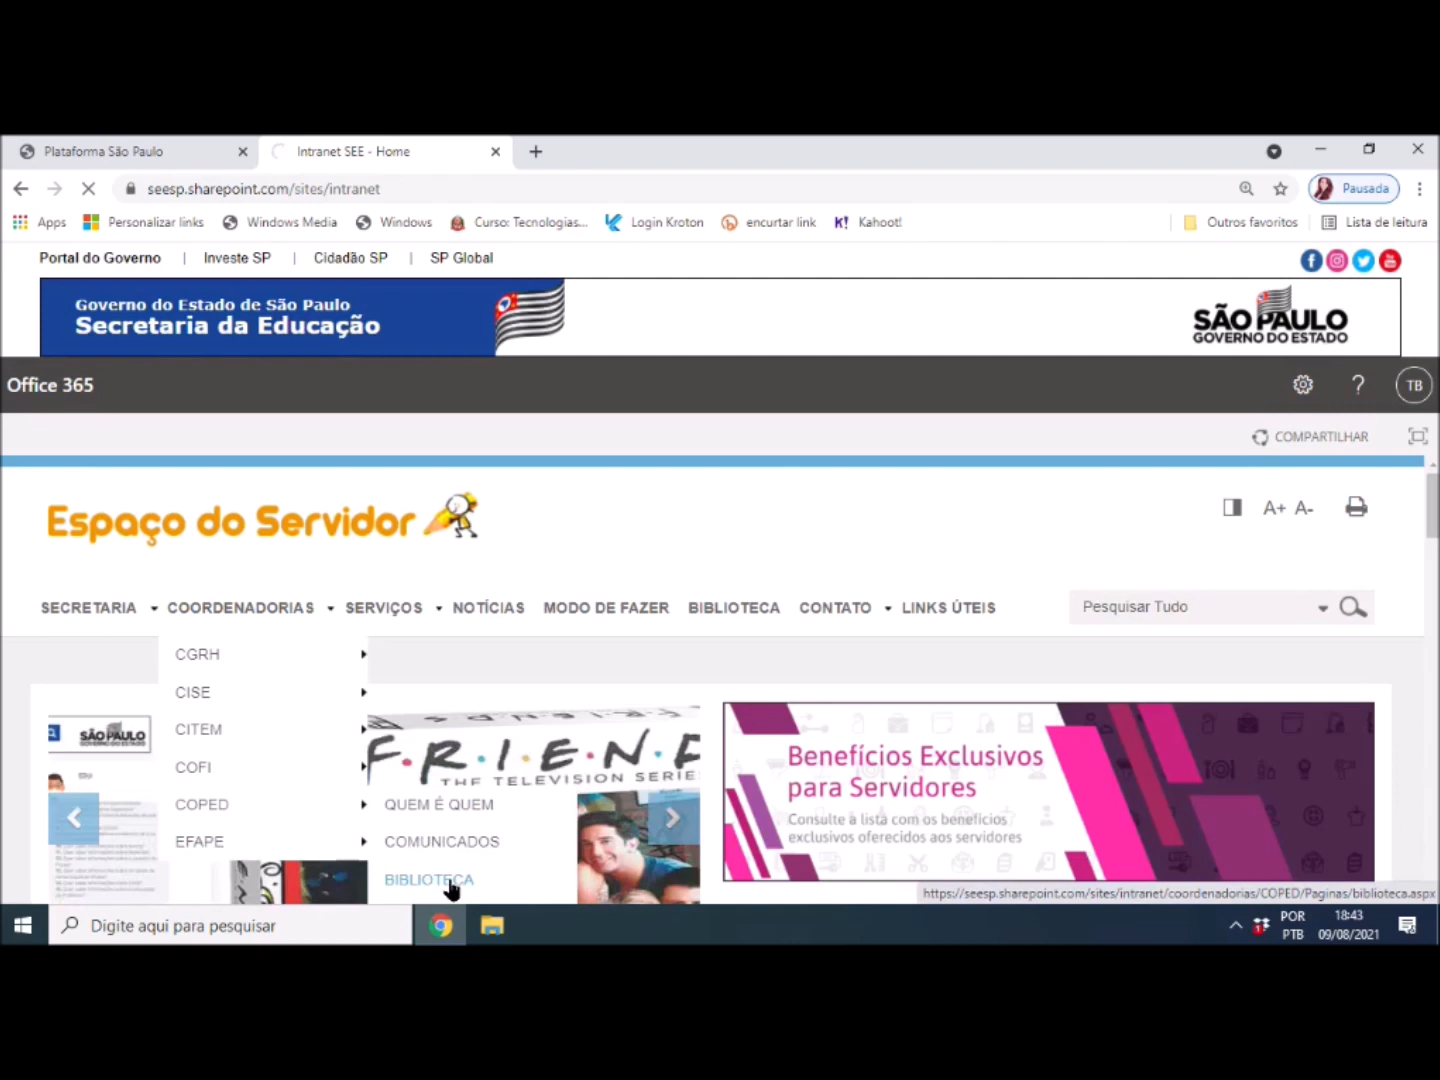 Plataforma São Paulo
Intranet SEE - Home
seesp.sharepoint.com/sites/intranet
Pausada
Apps
Personalizar links
Windows Media
Windows
Curso: Tecnologias...
Login Kroton
encurtar link
K! Kahoot!
Outros favoritos
Lista de leitura
Portal do Governo | Investe SP | Cidadão SP | SP Global
Governo do Estado de São Paulo
Secretaria da Educação
SÃO PAULO
GOVERNO DO ESTADO
Office 365
?
TB
COMPARTILHAR
Espaço do Servidor
A+ A-
SECRETARIA COORDENADORIAS SERVIÇOS NOTÍCIAS MODO DE FAZER BIBLIOTECA CONTATO LINKS ÚTEIS
Pesquisar Tudo
CGRH
CISE
CITEM
COFI
COPED
EFAPE
QUEM É QUEM
COMUNICADOS
BIBLIOTECA
SÃO PAULO
F·R·I·E·N·D
THE TELEVISION SERIE
Benefícios Exclusivos
para Servidores
Consulte a lista com os benefícios
exclusivos oferecidos aos servidores
https://seesp.sharepoint.com/sites/intranet/coordenadorias/COPED/Paginas/biblioteca.aspx
Digite aqui para pesquisar
POR
PTB
18:43
09/08/2021